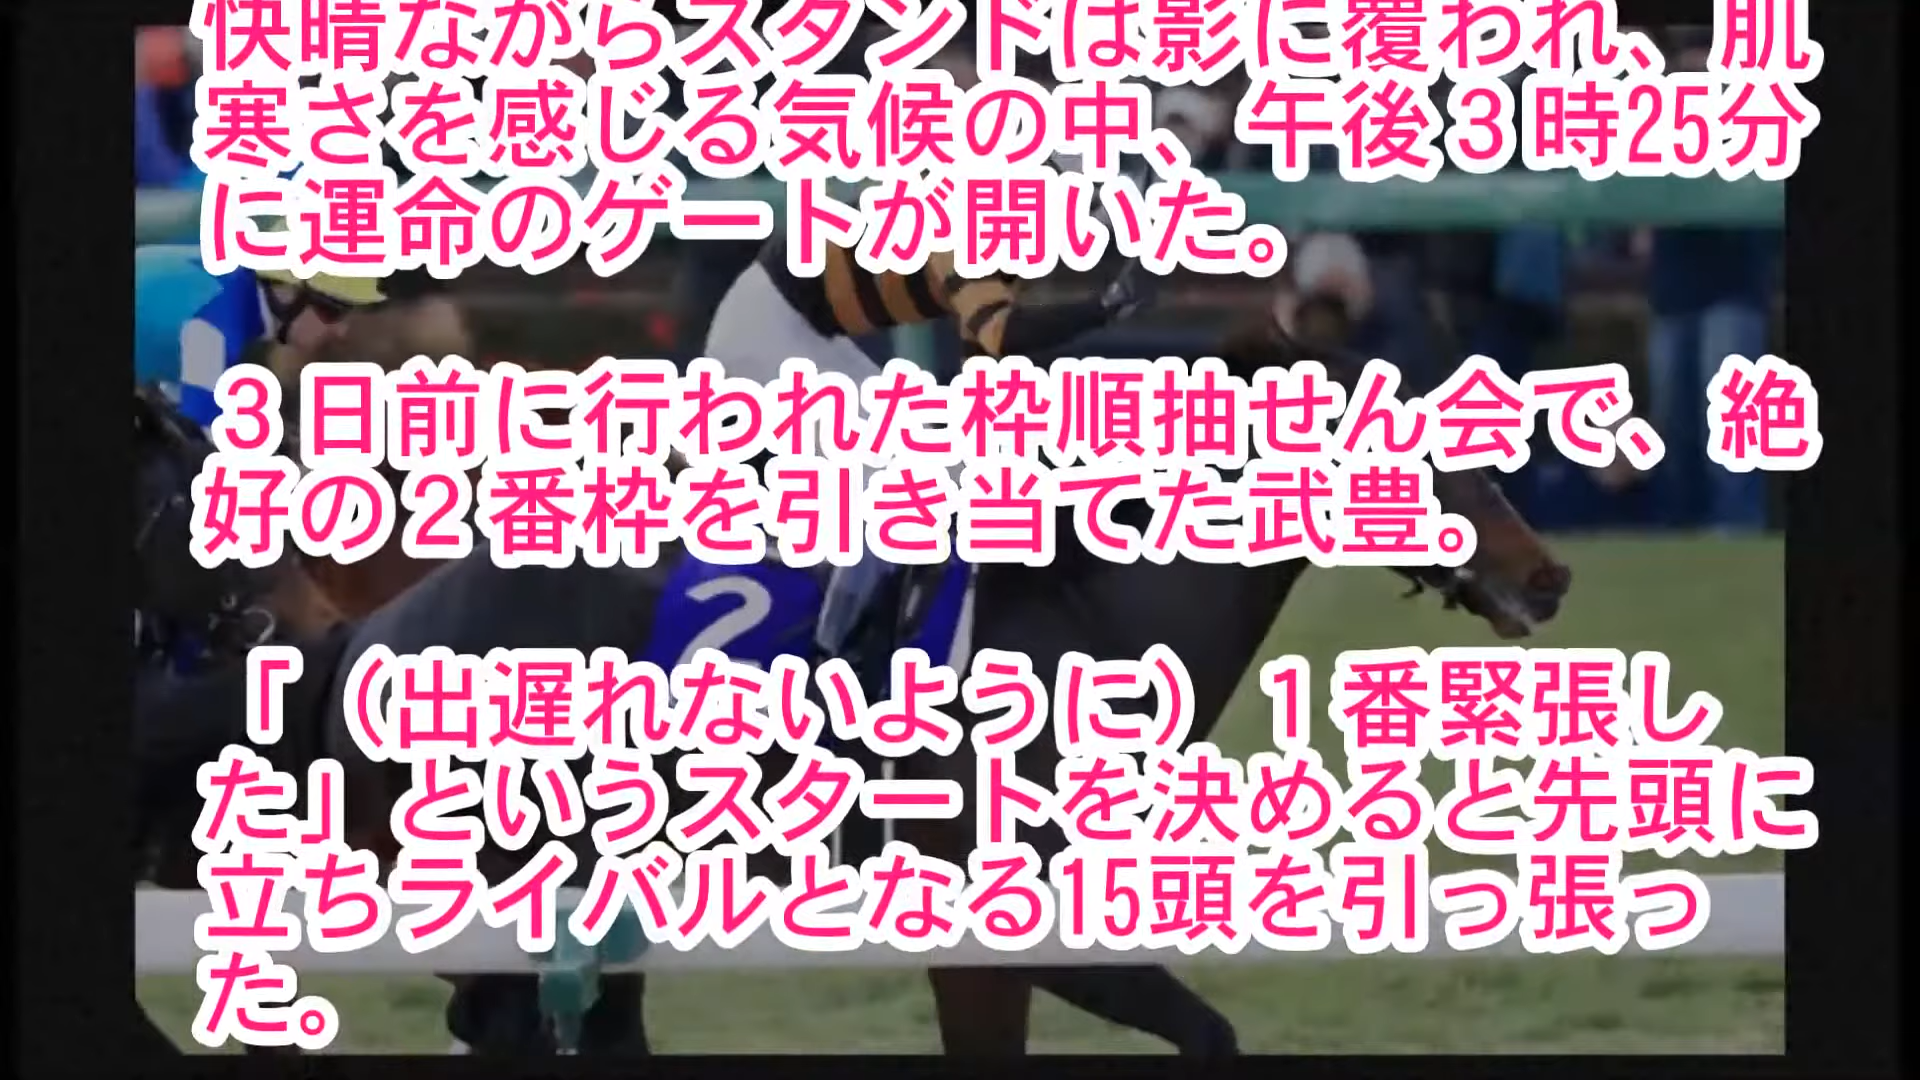 快晴ながらスタンドは影に覆われ、肌
寒さを感じる気候の中、午後３時25分
に運命のゲートが開いた。
３日前に行われた枠順抽せん会で、絶
好の２番枠を引き当てた武豊。
「（出遅れないように）１番緊張し
た」というスタートを決めると先頭に
立ちライバルとなる15頭を引っ張っ
た。
2